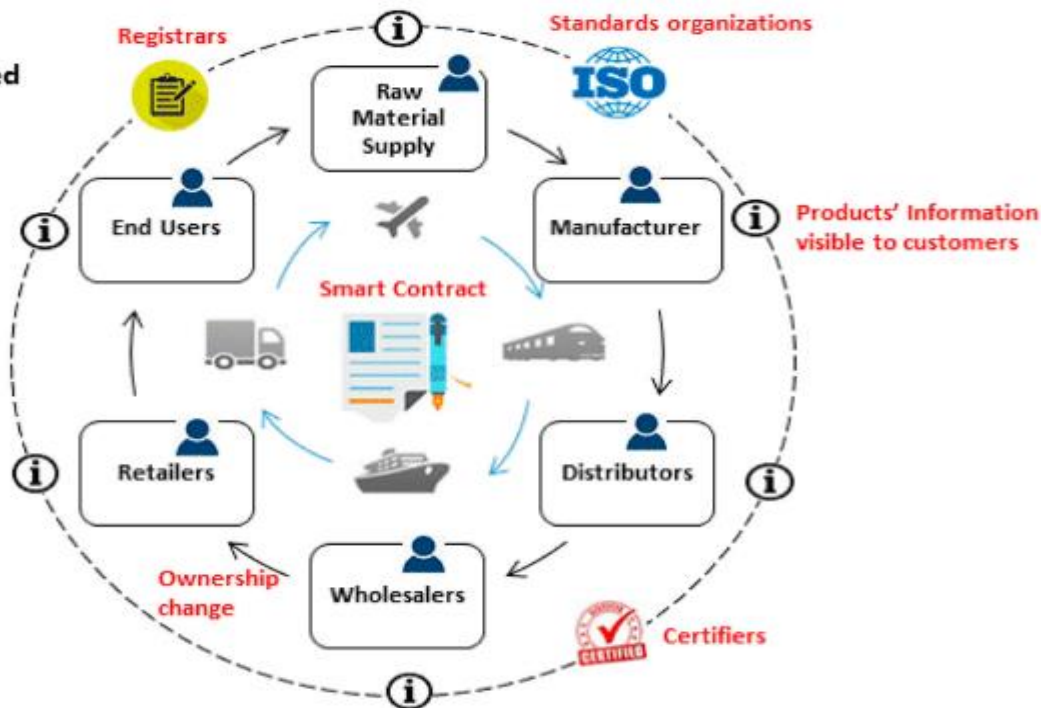 Registrars
Standards organizations
ed
ISO
Raw
Material
Supply
End Users
Manufacturer
Products' Information
visible to customers
Smart Contract
Retailers
Distributors
Ownership
change
Wholesalers
Certifiers
CERTIFIED
i
i
i
i
i
i
i